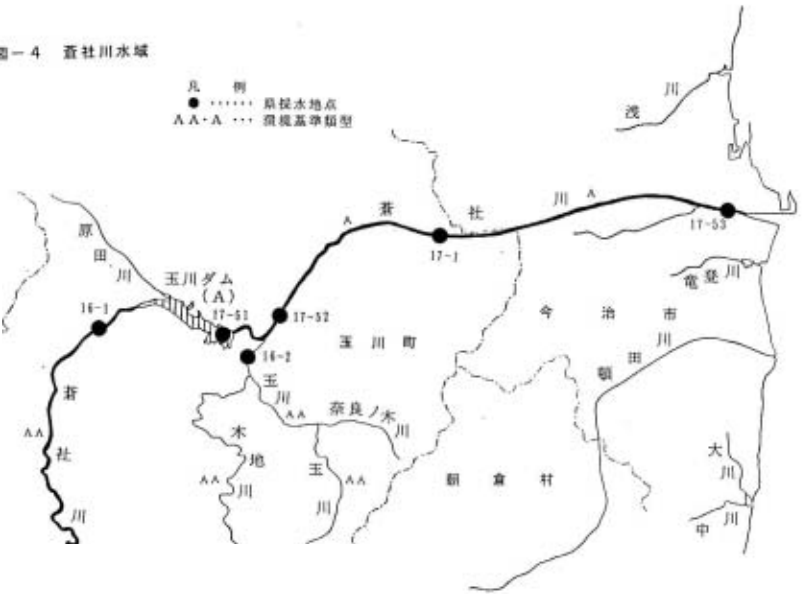 図-4 蒼社川水域
凡例
● ······ 県採水地点
AA·A ··· 環境基準類型
浅川
蒼社川
A
A
17-53
17-1
原田川
玉川ダム
(A)
16-1
17-51
17-52
16-2
竜登川
今治市
玉川町
頓田川
蒼社川
AA
玉川
AA
奈良ノ木川
木地川
AA
玉川
AA
朝倉村
大川
中川